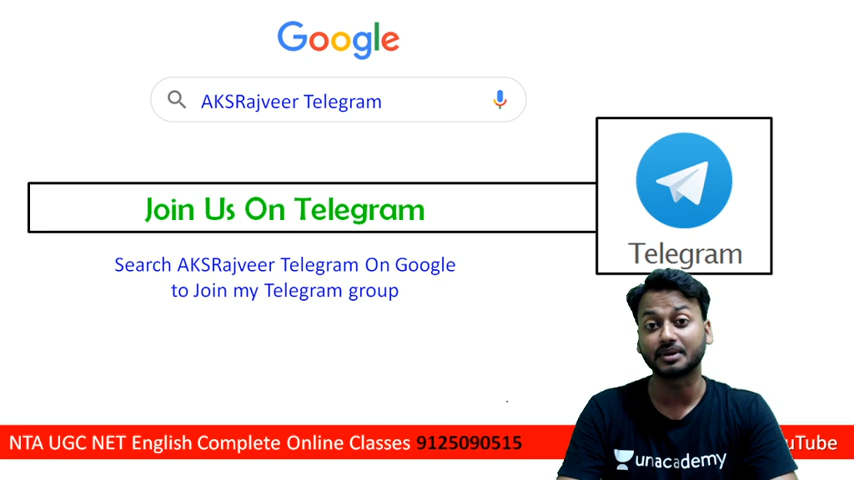 Google
AKSRajveer Telegram
Join Us On Telegram
Telegram
Search AKSRajveer Telegram On Google
to Join my Telegram group
NTA UGC NET English Complete Online Classes 9125090515
unacademy